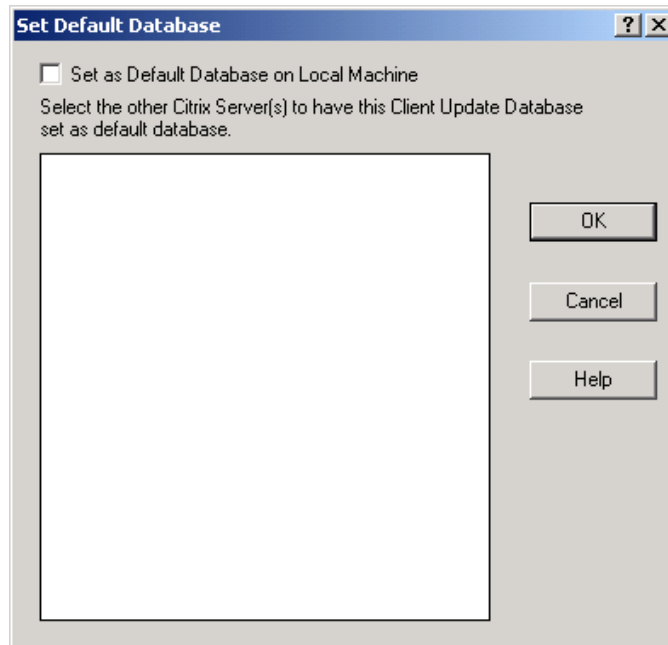 Set Default Database
Set as Default Database on Local Machine
Select the other Citrix Server(s) to have this Client Update Database
set as default database.
OK
Cancel
Help